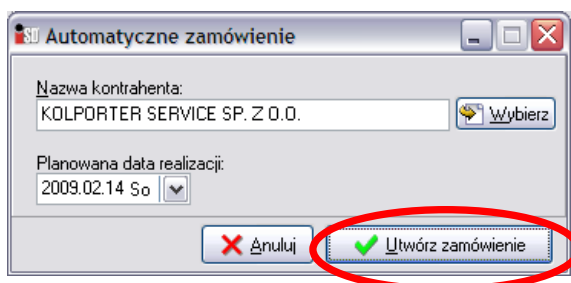 Automatyczne zamówienie
Nazwa kontrahenta:
KOLPORTER SERVICE SP. Z O.O.
Wybierz
Planowana data realizacji:
2009.02.14 So
Anuluj
Utwórz zamówienie